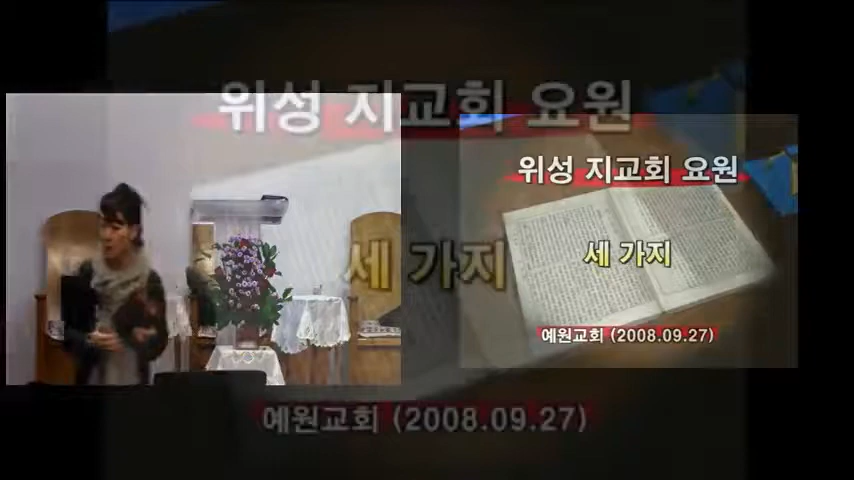 위성 지교회 요원
세 가지
예원교회 (2008.09.27)
위성 지교회 요원
세 가지
예원교회 (2008.09.27)